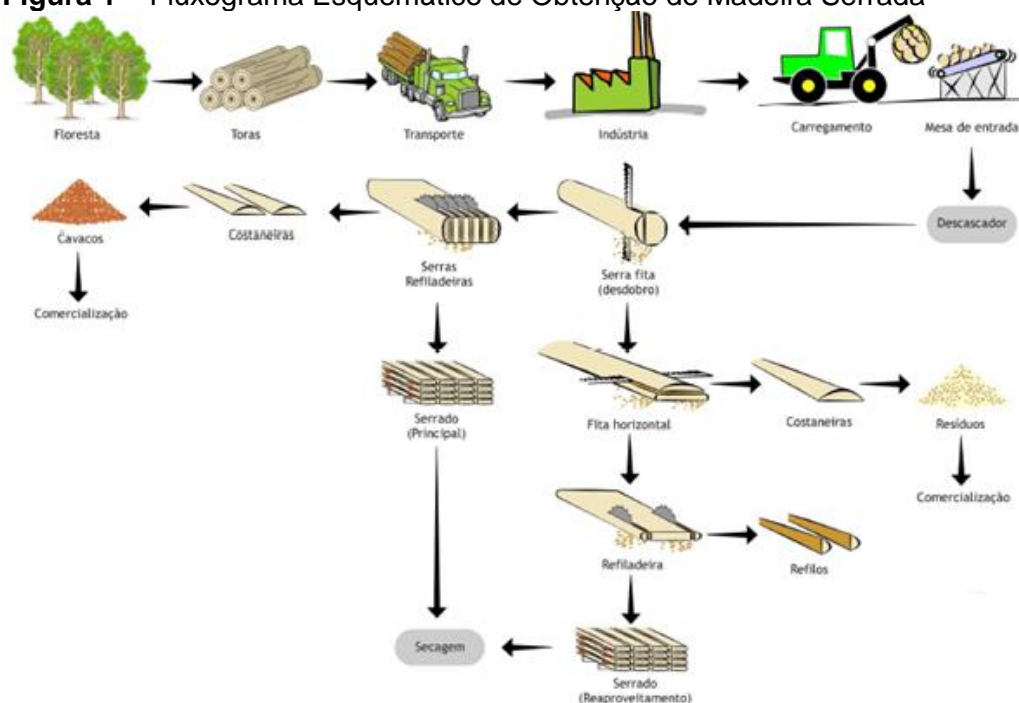 Figura 1 – Fluxograma Esquemático de Obtenção de Madeira Serrada
Floresta
Toras
Transporte
Indústria
Carregamento
Mesa de entrada
Cavacos
Costaneiras
Serras
Refiladeiras
Serra fita
(desdobro)
Descascador
Comercialização
Serrado
(Principal)
Fita horizontal
Costaneiras
Resíduos
Comercialização
Refiladeira
Refilos
Secagem
Serrado
(Reaproveitamento)